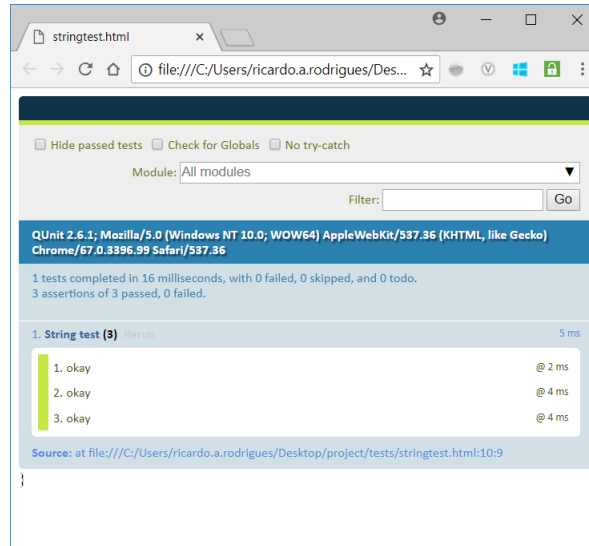 stringtest.html
file:///C:/Users/ricardo.a.rodrigues/Des...
Hide passed tests Check for Globals No try-catch
Module: All modules
Filter: Go
QUnit 2.6.1; Mozilla/5.0 (Windows NT 10.0; WOW64) AppleWebKit/537.36 (KHTML, like Gecko)
Chrome/67.0.3396.99 Safari/537.36
1 tests completed in 16 milliseconds, with 0 failed, 0 skipped, and 0 todo.
3 assertions of 3 passed, 0 failed.
1. String test (3) Rerun 5 ms
1. okay @ 2 ms
2. okay @ 4 ms
3. okay @ 4 ms
Source: at file:///C:/Users/ricardo.a.rodrigues/Desktop/project/tests/stringtest.html:10:9
}